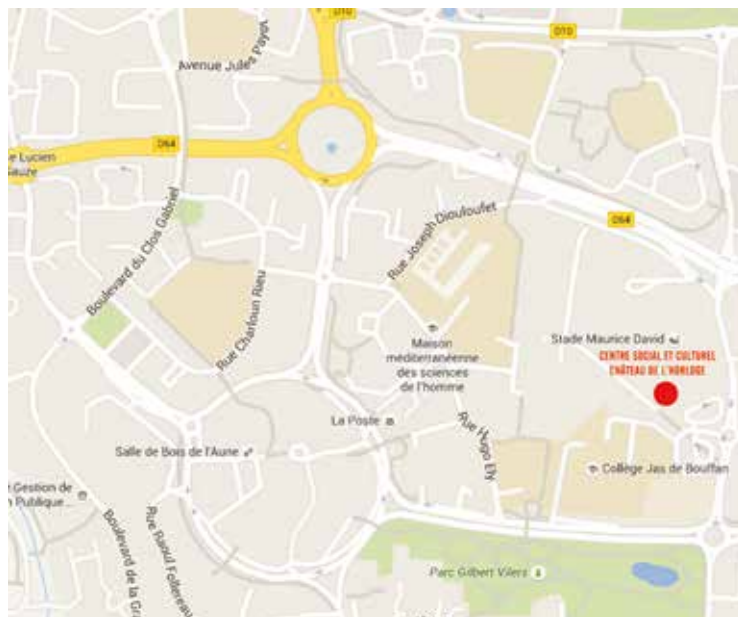 D10
D10
Avenue Jules Payot
D64
e Lucien
Gauze
Boulevard du Clos Gabriel
Rue Joseph Diouloufet
D64
Rue Charloun Rieu
Stade Maurice David
Maison
méditerranéenne
des sciences
de l'homme
CENTRE SOCIAL ET CULTUREL
CHÂTEAU DE L'HORLOGE
La Poste
Rue Hugo Ely
Salle de Bois de l'Aune
Collège Jas de Bouffan
e Gestion de
n Publique...
Boulevard de la Gra
Rue Raoul Follereau
Parc Gilbert Vilers